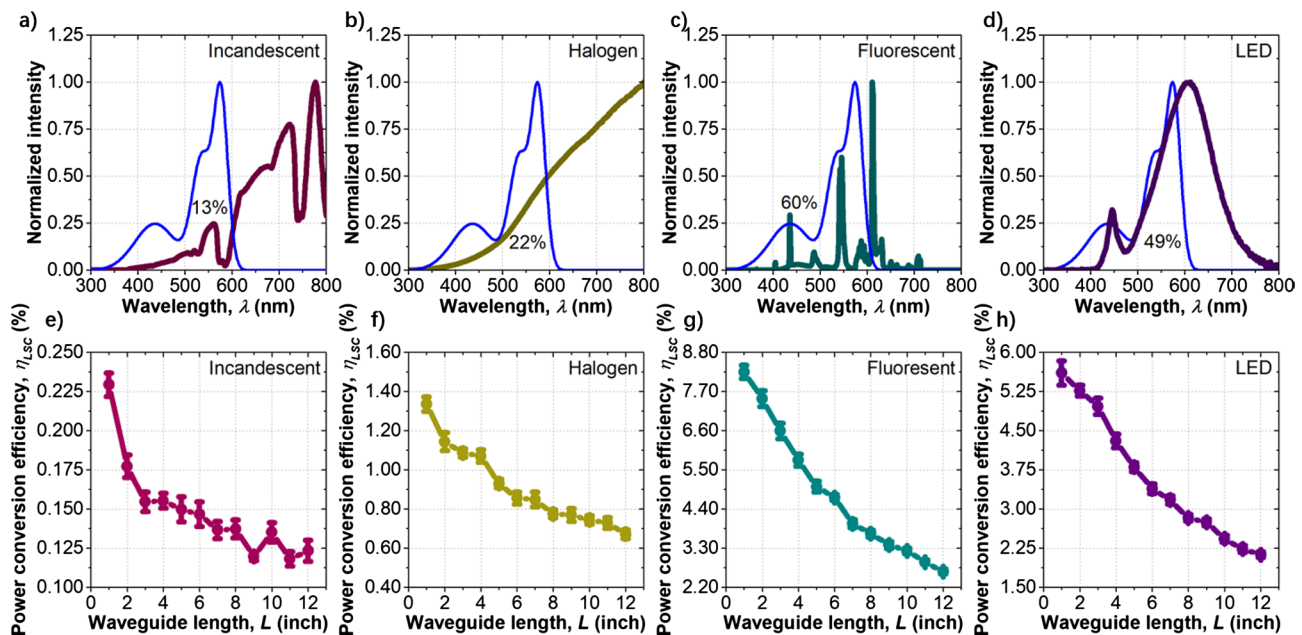 a)
Incandescent
1.25
1.00
0.75
0.50
0.25
0.00
13%
300 400 500 600 700 800
Wavelength, λ (nm)
Normalized intensity
b)
Halogen
1.25
1.00
0.75
0.50
0.25
0.00
22%
300 400 500 600 700 800
Wavelength, λ (nm)
Normalized intensity
c)
Fluorescent
1.25
1.00
0.75
0.50
0.25
0.00
60%
300 400 500 600 700 800
Wavelength, λ (nm)
Normalized intensity
d)
LED
1.25
1.00
0.75
0.50
0.25
0.00
49%
300 400 500 600 700 800
Wavelength, λ (nm)
Normalized intensity
e)
Incandescent
0.250
0.225
0.200
0.175
0.150
0.125
0.100
0 2 4 6 8 10 12
Waveguide length, L (inch)
Power conversion efficiency, ηLsc (%)
f)
Halogen
1.60
1.40
1.20
1.00
0.80
0.60
0.40
0 2 4 6 8 10 12
Waveguide length, L (inch)
Power conversion efficiency, ηLsc (%)
g)
Fluoresent
8.80
7.70
6.60
5.50
4.40
3.30
2.20
0 2 4 6 8 10 12
Waveguide length, L (inch)
Power conversion efficiency, ηLsc (%)
h)
LED
6.00
5.25
4.50
3.75
3.00
2.25
1.50
0 2 4 6 8 10 12
Waveguide length, L (inch)
Power conversion efficiency, ηLsc (%)